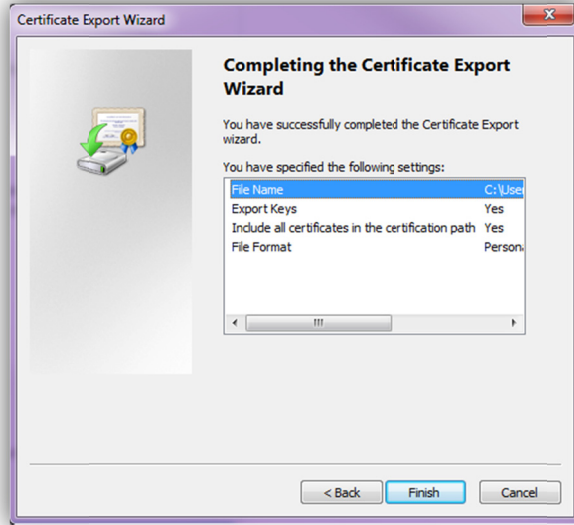 Certificate Export Wizard
Completing the Certificate Export
Wizard
You have successfully completed the Certificate Export
wizard.
You have specified the following settings:
File Name C:\User
Export Keys Yes
Include all certificates in the certification path Yes
File Format Persona
< Back Finish Cancel